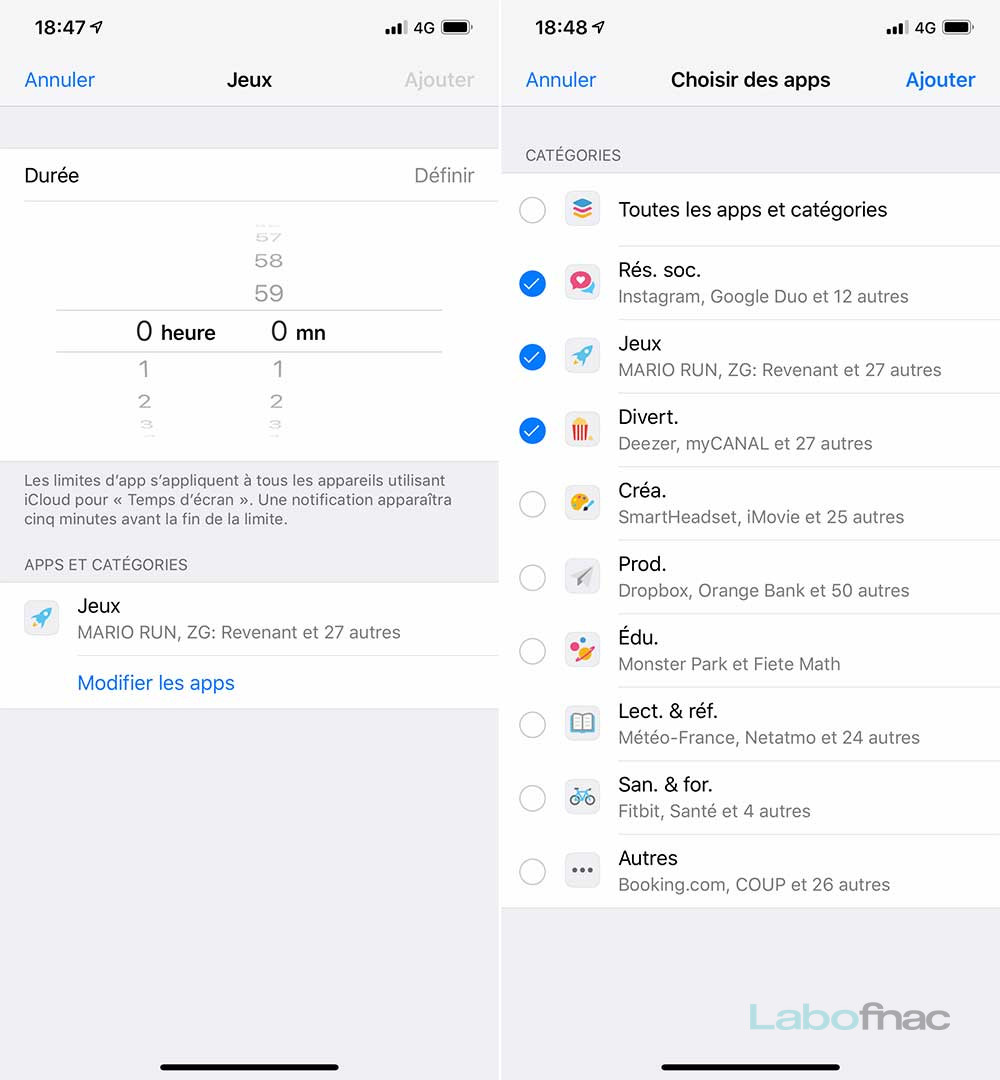 18:47
4G
Annuler
Jeux
Ajouter
Durée
Définir
57
58
59
0 heure 0 mn
1 1
2 2
3 3
Les limites d’app s’appliquent à tous les appareils utilisant
iCloud pour « Temps d’écran ». Une notification apparaîtra
cinq minutes avant la fin de la limite.
APPS ET CATÉGORIES
Jeux
MARIO RUN, ZG: Revenant et 27 autres
Modifier les apps
18:48
4G
Annuler
Choisir des apps
Ajouter
CATÉGORIES
Toutes les apps et catégories
Rés. soc.
Instagram, Google Duo et 12 autres
Jeux
MARIO RUN, ZG: Revenant et 27 autres
Divert.
Deezer, myCANAL et 27 autres
Créa.
SmartHeadset, iMovie et 25 autres
Prod.
Dropbox, Orange Bank et 50 autres
Édu.
Monster Park et Fiete Math
Lect. & réf.
Météo-France, Netatmo et 24 autres
San. & for.
Fitbit, Santé et 4 autres
Autres
Booking.com, COUP et 26 autres
Labofnac